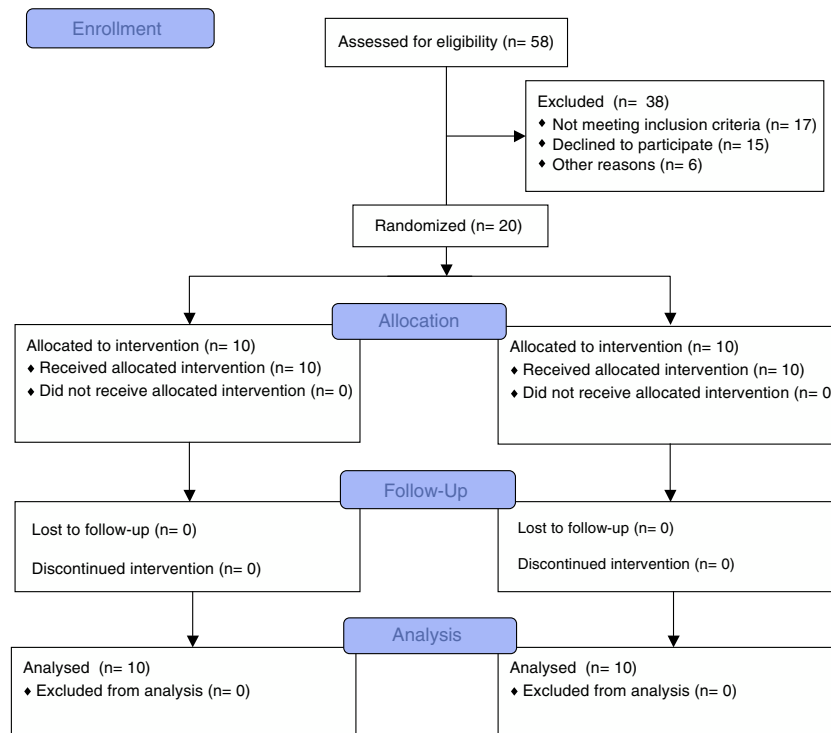 Enrollment
Assessed for eligibility (n= 58)
Excluded (n= 38)
♦ Not meeting inclusion criteria (n= 17)
♦ Declined to participate (n= 15)
♦ Other reasons (n= 6)
Randomized (n= 20)
Allocation
Allocated to intervention (n= 10)
♦ Received allocated intervention (n= 10)
♦ Did not receive allocated intervention (n= 0)
Allocated to intervention (n= 10)
♦ Received allocated intervention (n= 10)
♦ Did not receive allocated intervention (n= 0
Follow-Up
Lost to follow-up (n= 0)
Discontinued intervention (n= 0)
Lost to follow-up (n= 0)
Discontinued intervention (n= 0)
Analysis
Analysed (n= 10)
♦ Excluded from analysis (n= 0)
Analysed (n= 10)
♦ Excluded from analysis (n= 0)